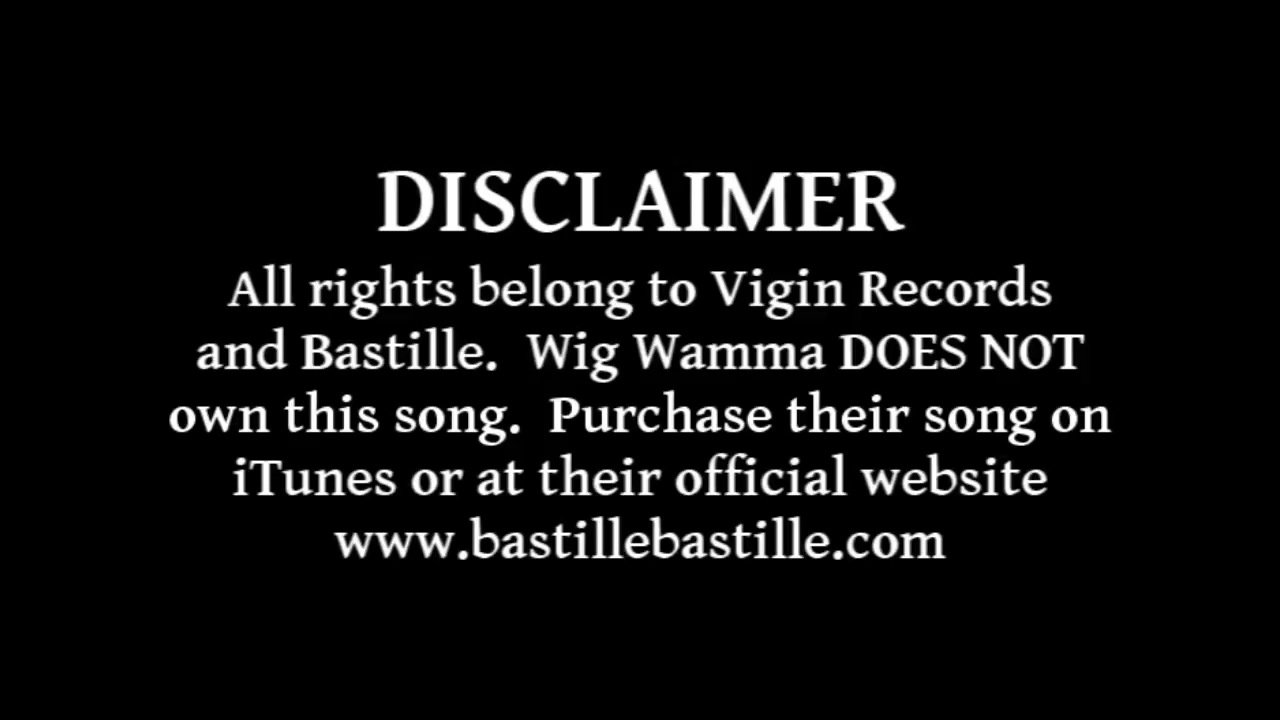 DISCLAIMER
All rights belong to Vigin Records
and Bastille.  Wig Wamma DOES NOT
own this song.  Purchase their song on
iTunes or at their official website
www.bastillebastille.com